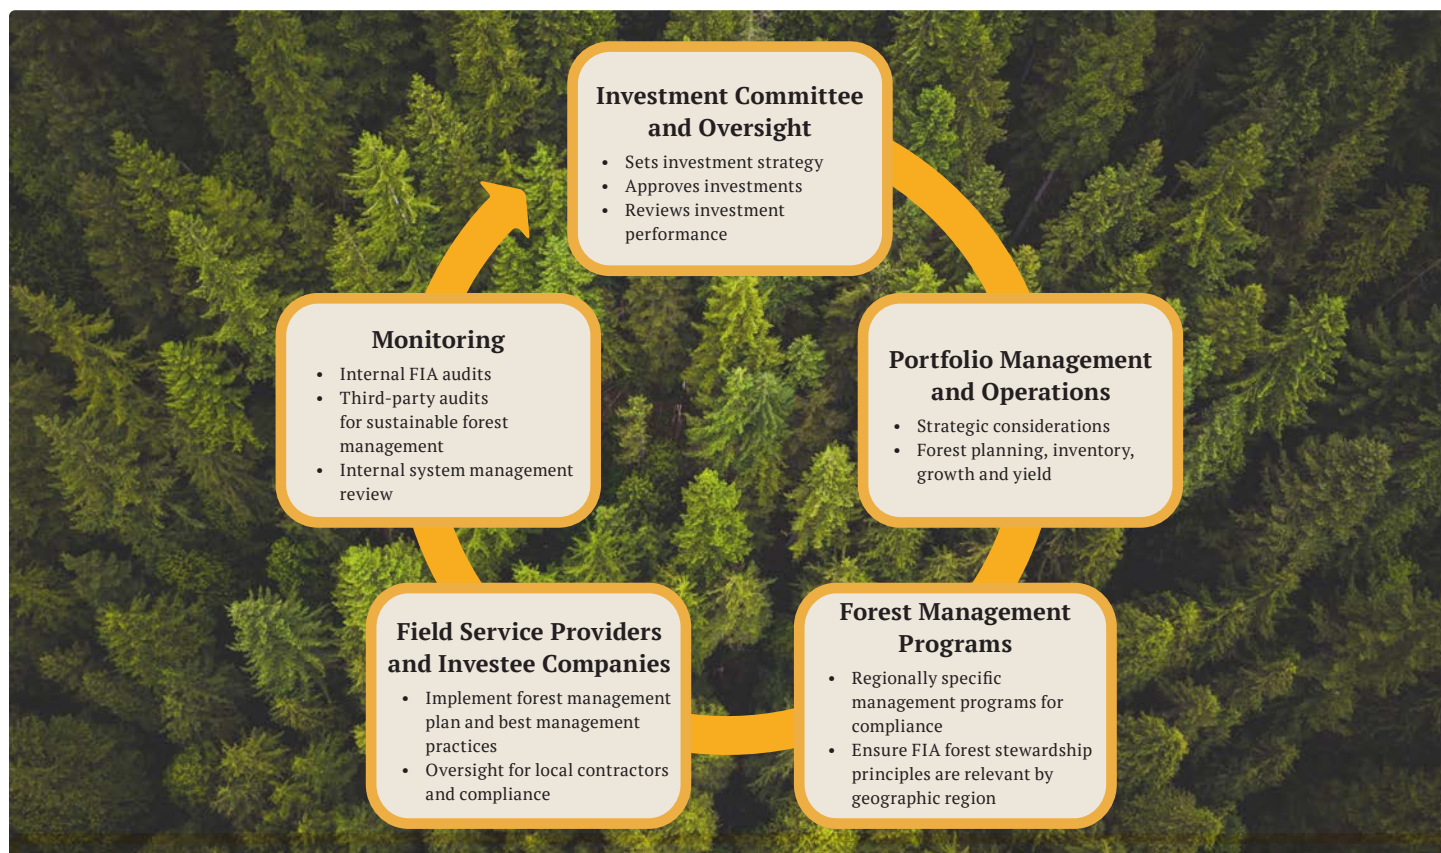 Investment Committee
and Oversight
• Sets investment strategy
• Approves investments
• Reviews investment
performance
Portfolio Management
and Operations
• Strategic considerations
• Forest planning, inventory,
growth and yield
Forest Management
Programs
• Regionally specific
management programs for
compliance
• Ensure FIA forest stewardship
principles are relevant by
geographic region
Field Service Providers
and Investee Companies
• Implement forest management
plan and best management
practices
• Oversight for local contractors
and compliance
Monitoring
• Internal FIA audits
• Third-party audits
for sustainable forest
management
• Internal system management
review